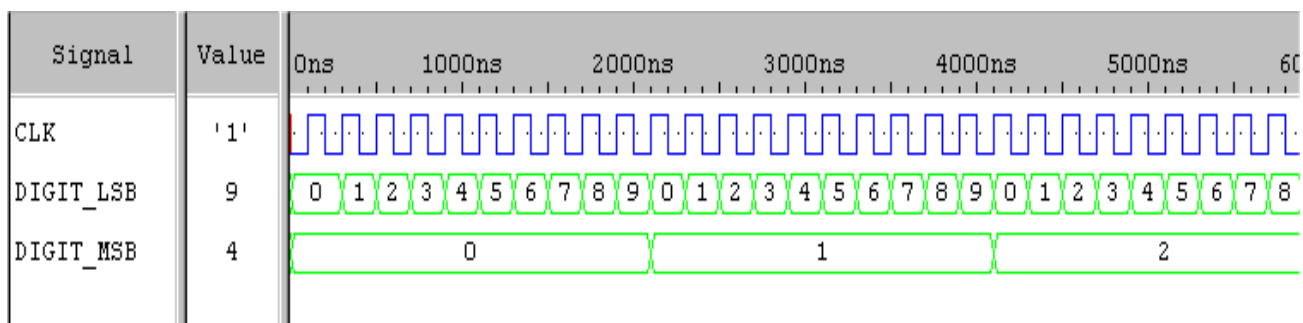 Signal Value 0ns 1000ns 2000ns 3000ns 4000ns 5000ns 60
CLK '1'
DIGIT_LSB 9 0 1 2 3 4 5 6 7 8 9 0 1 2 3 4 5 6 7 8 9 0 1 2 3 4 5 6 7 8
DIGIT_MSB 4 0 1 2